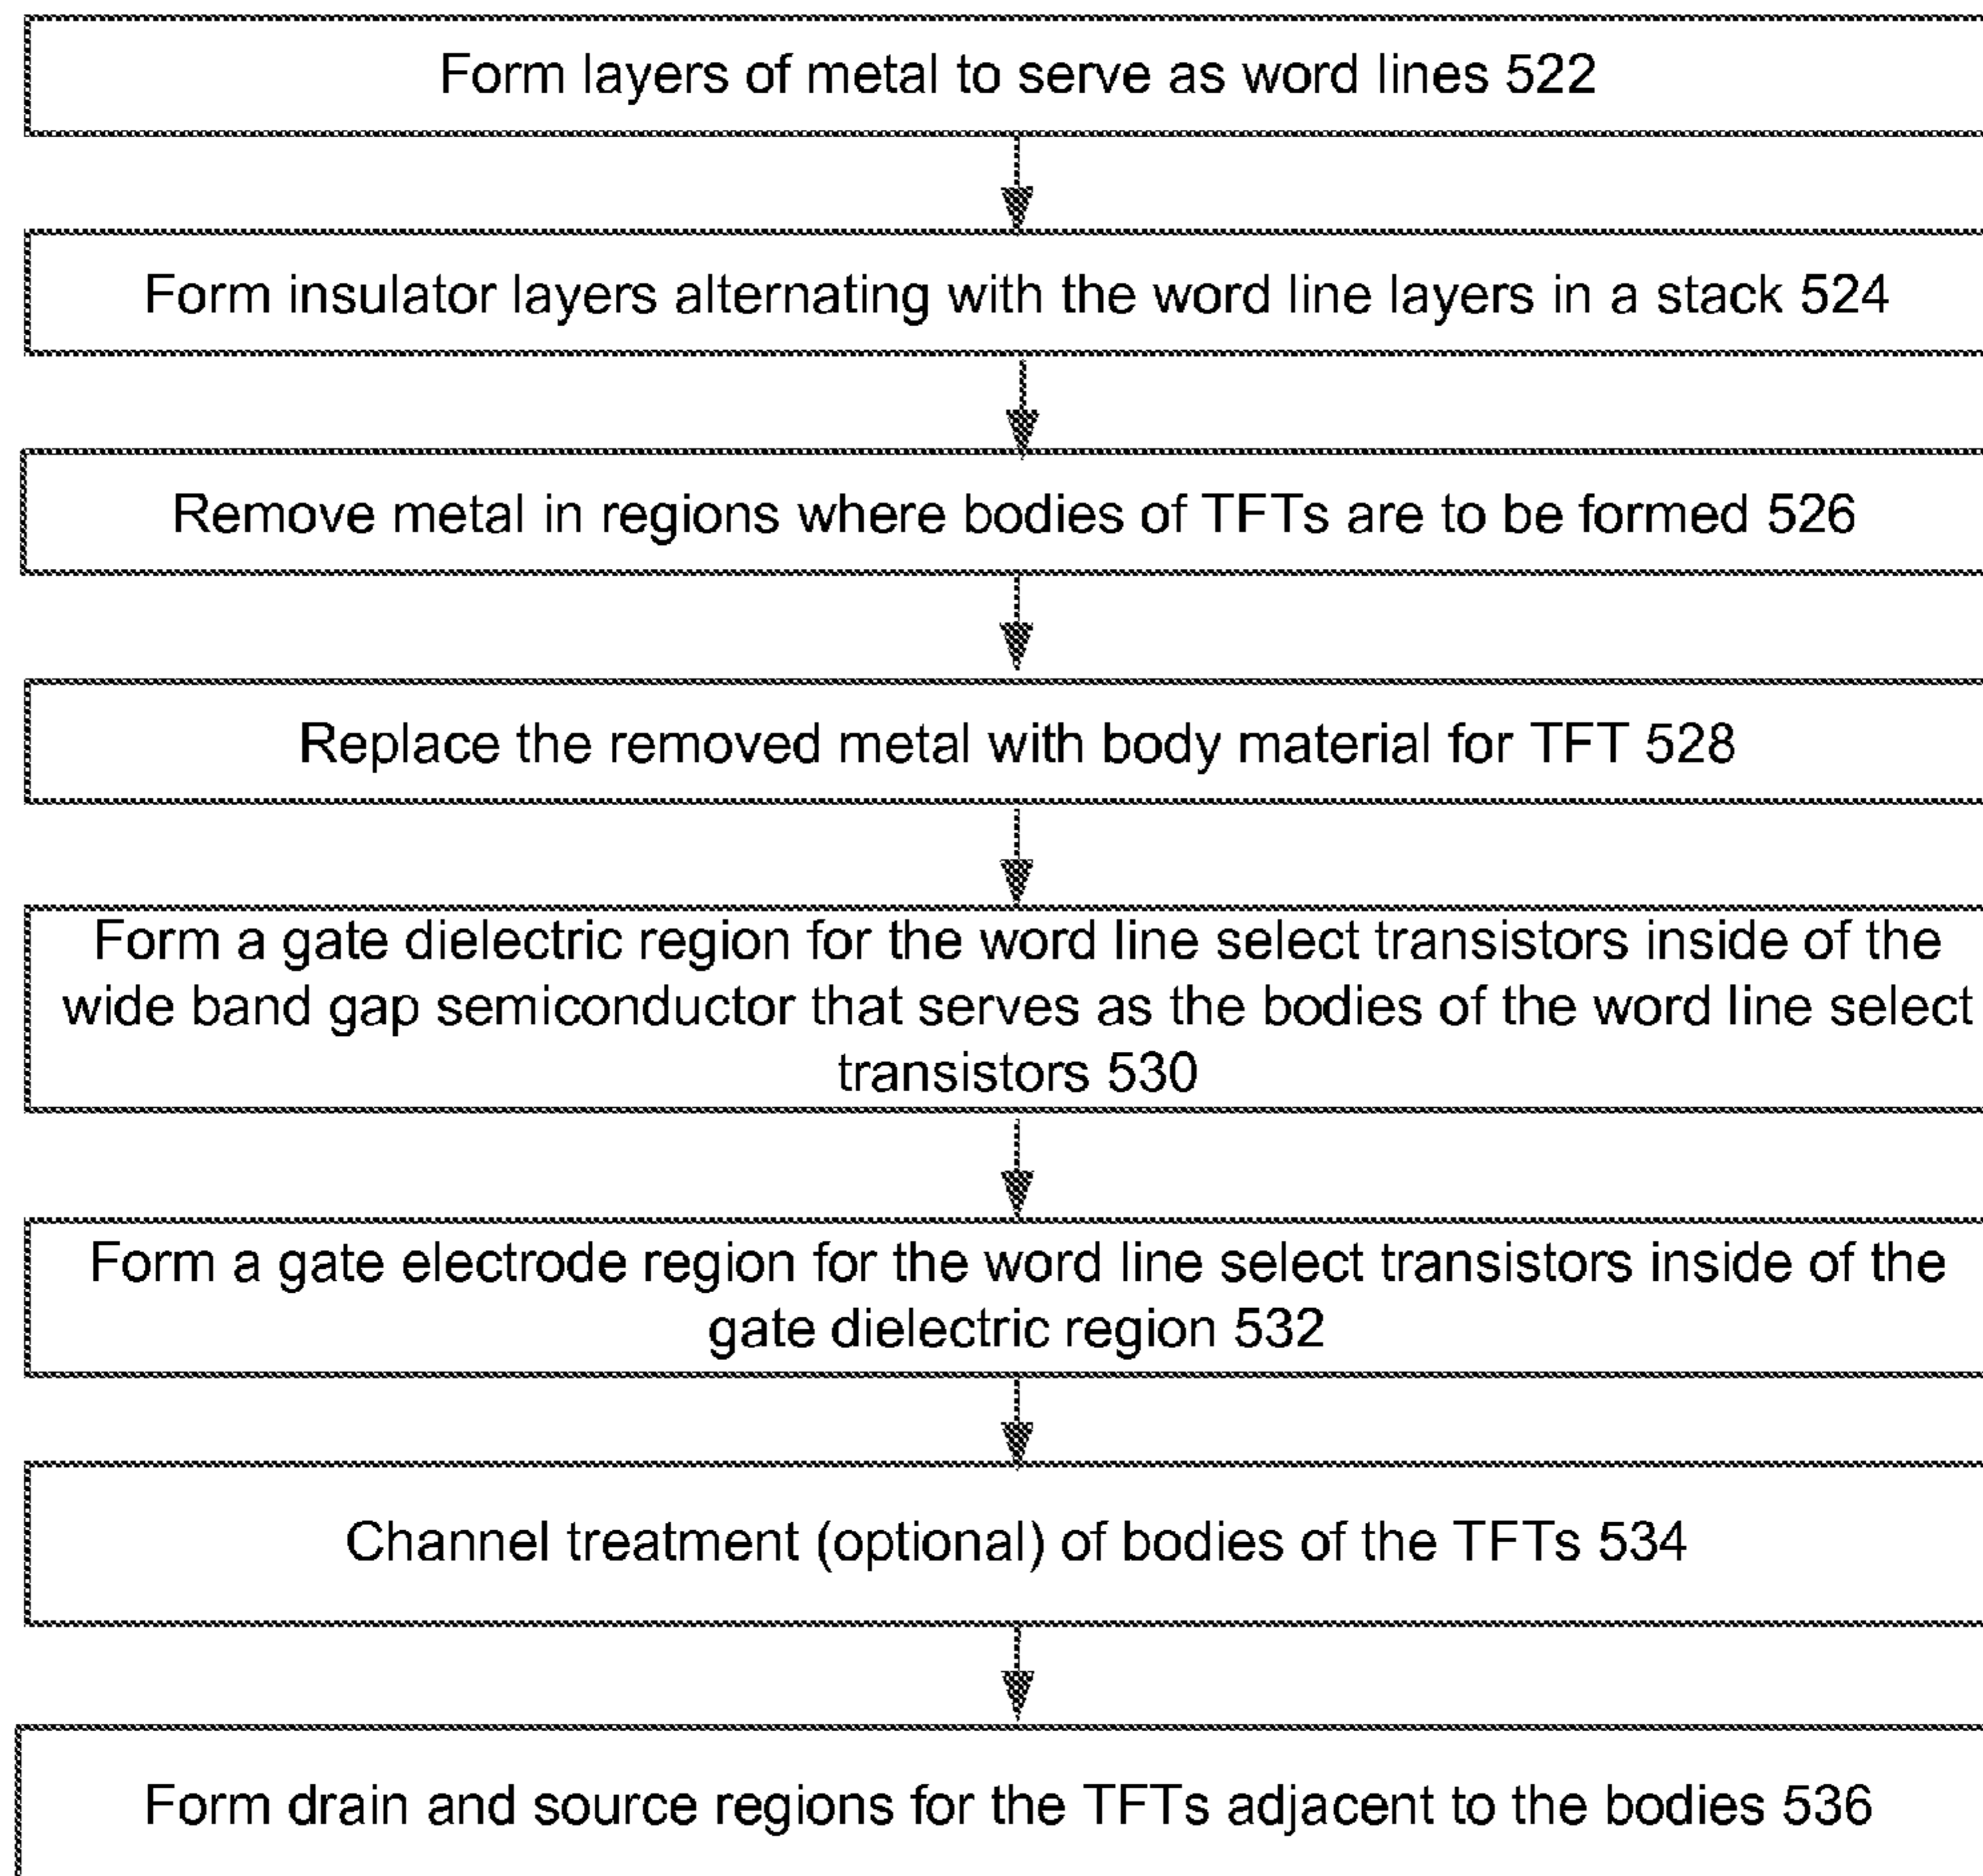 Form layers of metal to serve as word lines 522
Form insulator layers alternating with the word line layers in a stack 524
Remove metal in regions where bodies of TFTs are to be formed 526
Replace the removed metal with body material for TFT 528
Form a gate dielectric region for the word line select transistors inside of the
wide band gap semiconductor that serves as the bodies of the word line select
transistors 530
Form a gate electrode region for the word line select transistors inside of the
gate dielectric region 532
Channel treatment (optional) of bodies of the TFTs 534
Form drain and source regions for the TFTs adjacent to the bodies 536